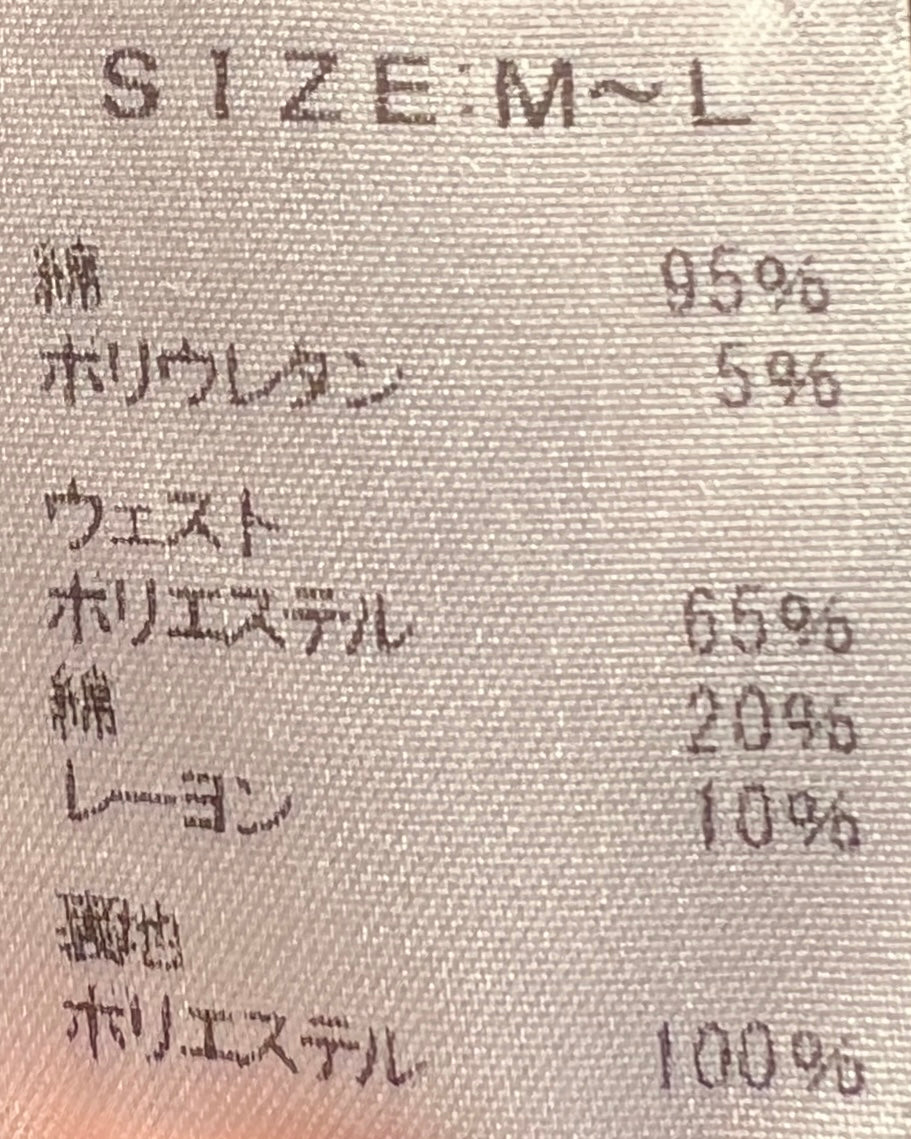 SIZE:M～L
綿 95%
ポリウレタン 5%
ウエスト
ポリエステル 65%
綿 20%
レーヨン 10%
ポリエステル 100%